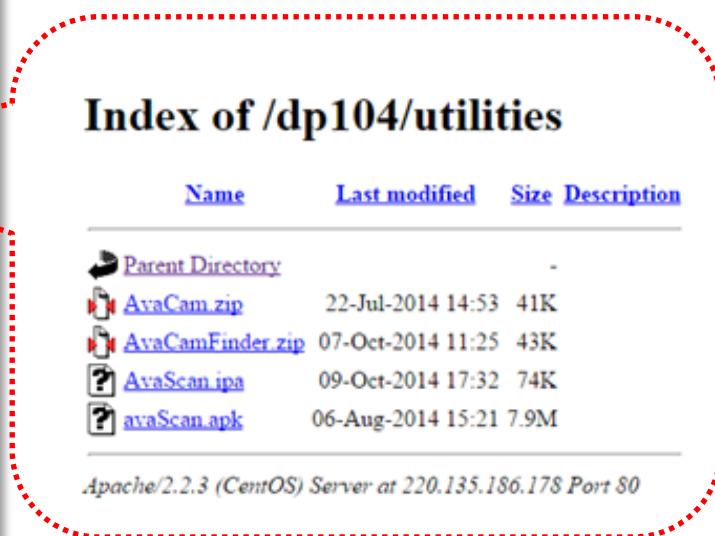 Index of /dp104/utilities
Name Last modified Size Description
Parent Directory -
AvaCam.zip 22-Jul-2014 14:53 41K
AvaCamFinder.zip 07-Oct-2014 11:25 43K
AvaScan.ipa 09-Oct-2014 17:32 74K
avaScan.apk 06-Aug-2014 15:21 7.9M
Apache/2.2.3 (CentOS) Server at 220.135.186.178 Port 80